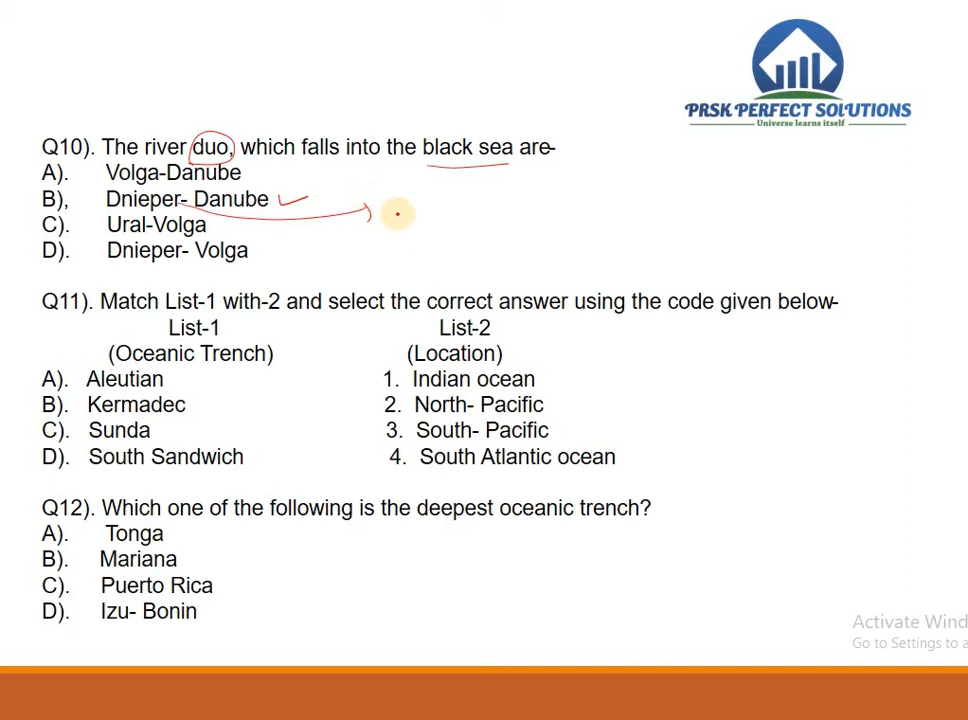 PRSK PERFECT SOLUTIONS
Universe learns itself
Q10). The river duo, which falls into the black sea are-
A). Volga-Danube
B), Dnieper- Danube
C). Ural-Volga
D). Dnieper- Volga
Q11). Match List-1 with-2 and select the correct answer using the code given below-
List-1 List-2
(Oceanic Trench) (Location)
A). Aleutian 1. Indian ocean
B). Kermadec 2. North- Pacific
C). Sunda 3. South- Pacific
D). South Sandwich 4. South Atlantic ocean
Q12). Which one of the following is the deepest oceanic trench?
A). Tonga
B). Mariana
C). Puerto Rica
D). Izu- Bonin
Activate Wind
Go to Settings to a